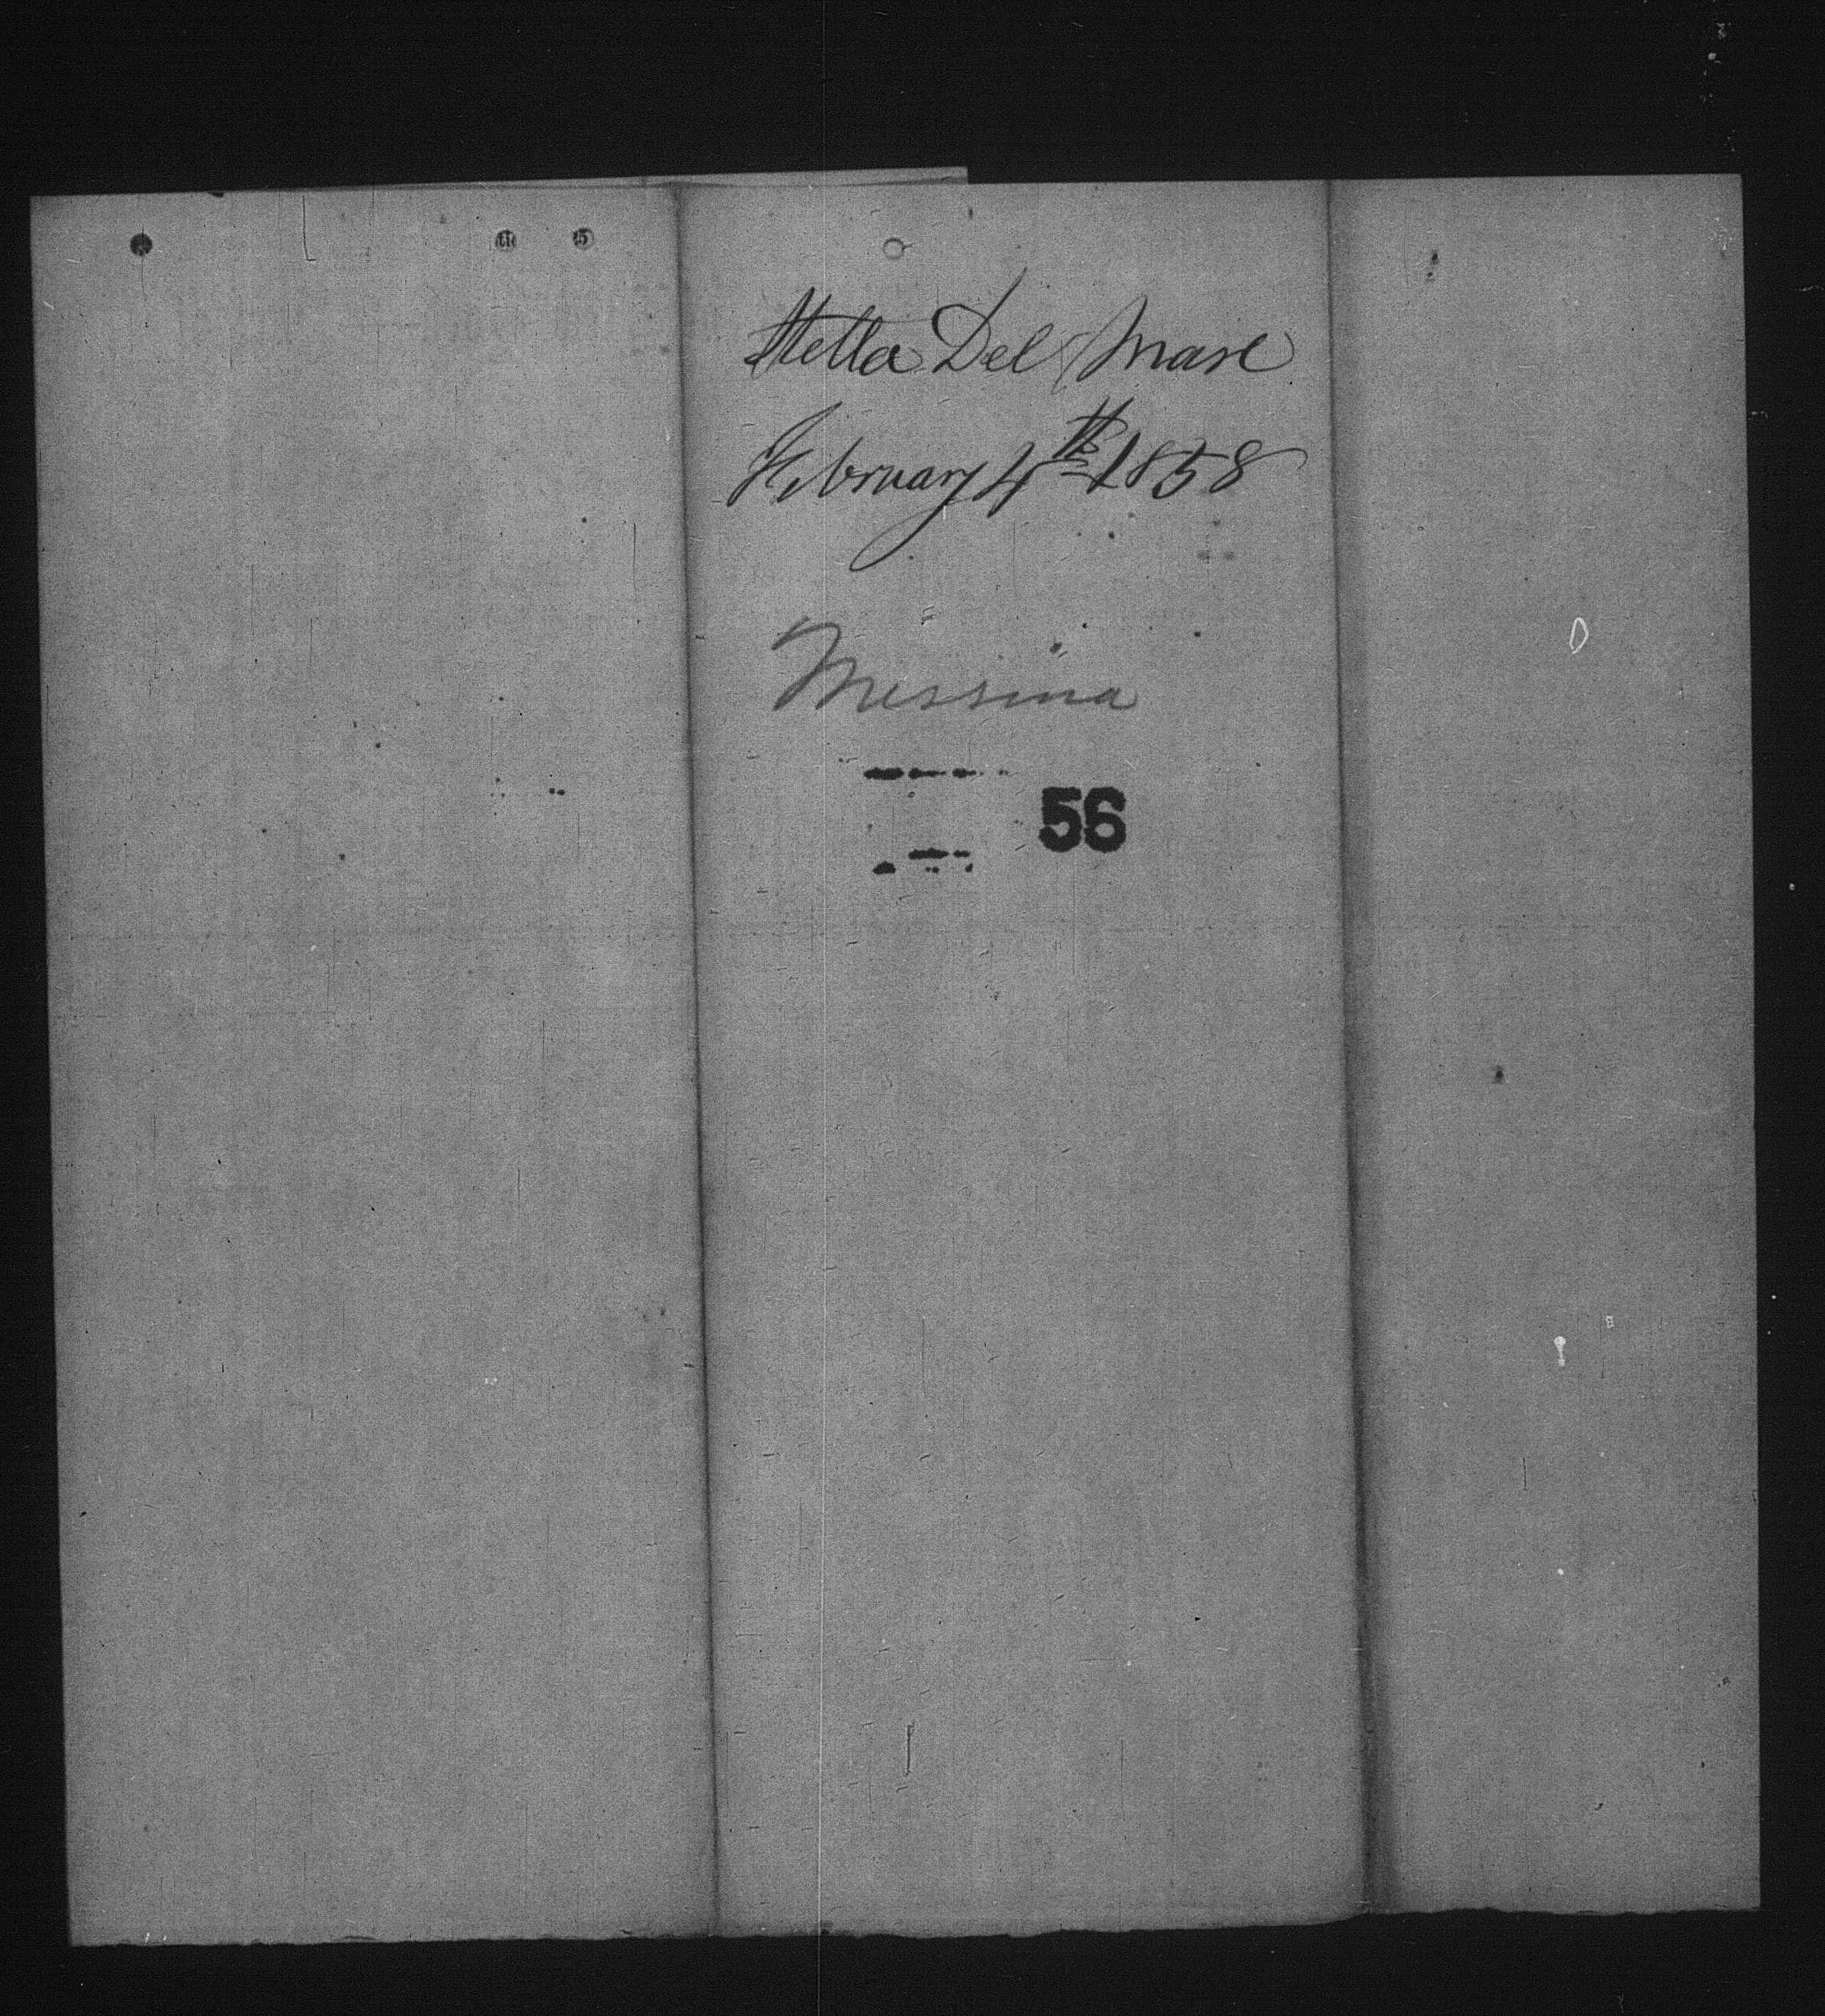 Stella Del Mare
February 4th 1858
Messina
56